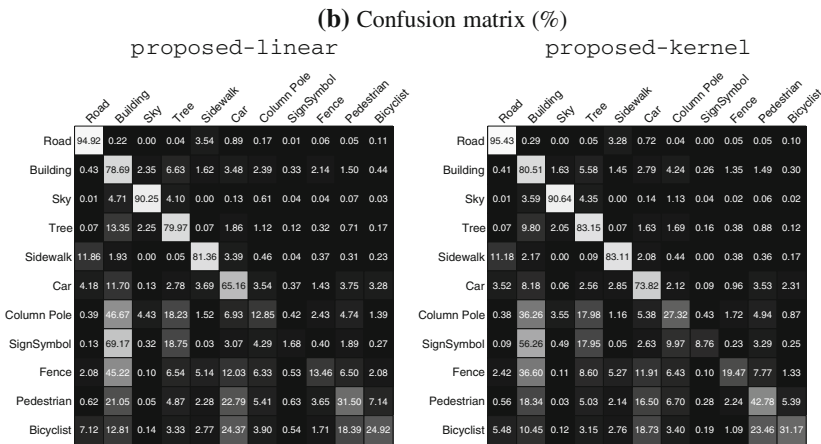 (b) Confusion matrix (%)
proposed-linear
Road Building Sky Tree Sidewalk Car Column Pole SignSymbol Fence Pedestrian Bicyclist
Road 94.92 0.22 0.00 0.04 3.54 0.89 0.17 0.01 0.06 0.05 0.11
Building 0.43 78.69 2.35 6.63 1.62 3.48 2.39 0.33 2.14 1.50 0.44
Sky 0.01 4.71 90.25 4.10 0.00 0.13 0.61 0.04 0.04 0.07 0.03
Tree 0.07 13.35 2.25 79.97 0.07 1.86 1.12 0.12 0.32 0.71 0.17
Sidewalk 11.86 1.93 0.00 0.05 81.36 3.39 0.46 0.04 0.37 0.31 0.23
Car 4.18 11.70 0.13 2.78 3.69 65.16 3.54 0.37 1.43 3.75 3.28
Column Pole 0.39 46.67 4.43 18.23 1.52 6.93 12.85 0.42 2.43 4.74 1.39
SignSymbol 0.13 69.17 0.32 18.75 0.03 3.07 4.29 1.68 0.40 1.89 0.27
Fence 2.08 45.22 0.10 6.54 5.14 12.03 6.33 0.53 13.46 6.50 2.08
Pedestrian 0.62 21.05 0.05 4.87 2.28 22.79 5.41 0.63 3.65 31.50 7.14
Bicyclist 7.12 12.81 0.14 3.33 2.77 24.37 3.90 0.54 1.71 18.39 24.92
proposed-kernel
Road Building Sky Tree Sidewalk Car Column Pole SignSymbol Fence Pedestrian Bicyclist
Road 95.43 0.29 0.00 0.05 3.28 0.72 0.04 0.00 0.05 0.05 0.10
Building 0.41 80.51 1.63 5.58 1.45 2.79 4.24 0.26 1.35 1.49 0.30
Sky 0.01 3.59 90.64 4.35 0.00 0.14 1.13 0.04 0.02 0.06 0.02
Tree 0.07 9.80 2.05 83.15 0.07 1.63 1.69 0.16 0.38 0.88 0.12
Sidewalk 11.18 2.17 0.00 0.09 83.11 2.08 0.44 0.00 0.38 0.36 0.17
Car 3.52 8.18 0.06 2.56 2.85 73.82 2.12 0.09 0.96 3.53 2.31
Column Pole 0.38 36.26 3.55 17.98 1.16 5.38 27.32 0.43 1.72 4.94 0.87
SignSymbol 0.09 56.26 0.49 17.95 0.05 2.63 9.97 8.76 0.29 3.29 0.25
Fence 2.42 36.60 0.11 8.60 5.27 11.91 6.43 0.10 19.47 7.77 1.33
Pedestrian 0.56 18.34 0.03 5.03 2.14 16.50 6.70 0.28 2.24 42.78 5.39
Bicyclist 5.48 10.45 0.12 3.15 2.76 18.73 3.40 0.19 1.09 23.46 31.17